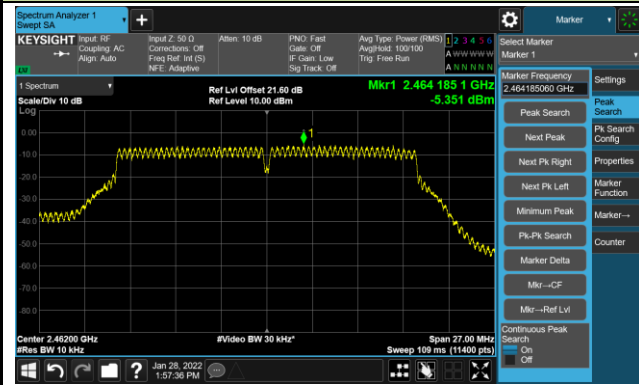 Spectrum Analyzer 1
Swept SA
+
Marker
KEYSIGHT
Input: RF
Coupling: AC
Align: Auto
Input Z: 50 Ω
Corrections: Off
Freq Ref: Int (S)
NFE: Adaptive
Atten: 10 dB
PNO: Fast
Gate: Off
IF Gain: Low
Sig Track: Off
Avg Type: Power (RMS)
Avg|Hold: 100/100
Trig: Free Run
1 2 3 4 5 6
A W W W W W
A N N N N N
Select Marker
Marker 1
1 Spectrum
Scale/Div 10 dB
Log
Ref Lvl Offset 21.60 dB
Ref Level 10.00 dBm
Mkr1 2.464 185 1 GHz
-5.351 dBm
1
0.00
-10.0
-20.0
-30.0
-40.0
-50.0
-60.0
-70.0
-80.0
Center 2.46200 GHz
#Res BW 10 kHz
#Video BW 30 kHz*
Span 27.00 MHz
Sweep 109 ms (11400 pts)
Marker Frequency
2.464185060 GHz
Peak Search
Next Peak
Next Pk Right
Next Pk Left
Minimum Peak
Pk-Pk Search
Marker Delta
Mkr→CF
Mkr→Ref Lvl
Continuous Peak
Search
On
Off
Settings
Peak
Search
Pk Search
Config
Properties
Marker
Function
Marker→
Counter
?
Jan 28, 2022
1:57:36 PM